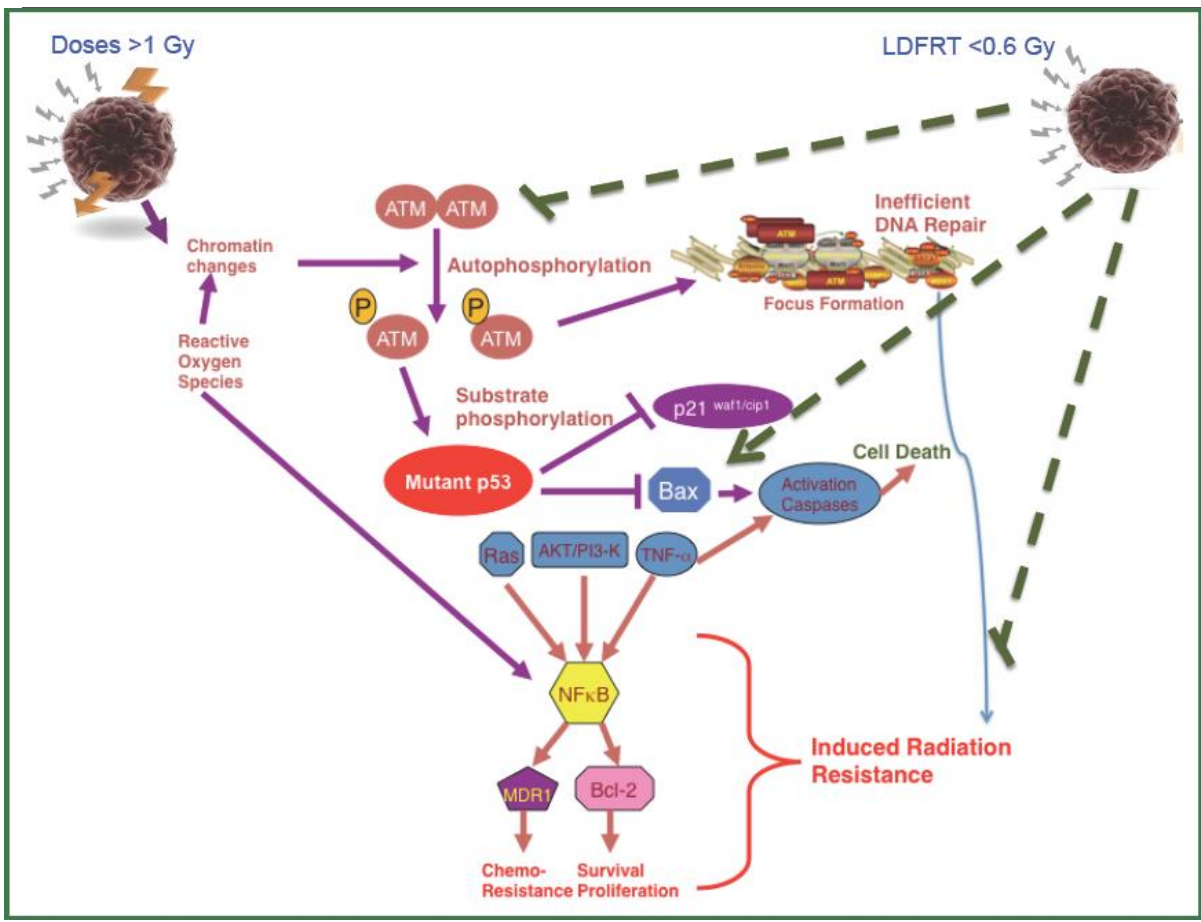 Doses >1 Gy
LDFRT <0.6 Gy
ATM
ATM
Inefficient
DNA Repair
ATM
Chromatin
changes
Autophosphorylation
ATM
Focus Formation
P
P
ATM
ATM
Reactive
Oxygen
Species
Substrate
phosphorylation
p21 waf1/cip1
Cell Death
Mutant p53
Bax
Activation
Caspases
Ras
AKT/PI3-K
TNF-α
NFκB
Induced Radiation
Resistance
MDR1
Bcl-2
Chemo-
Resistance
Survival
Proliferation